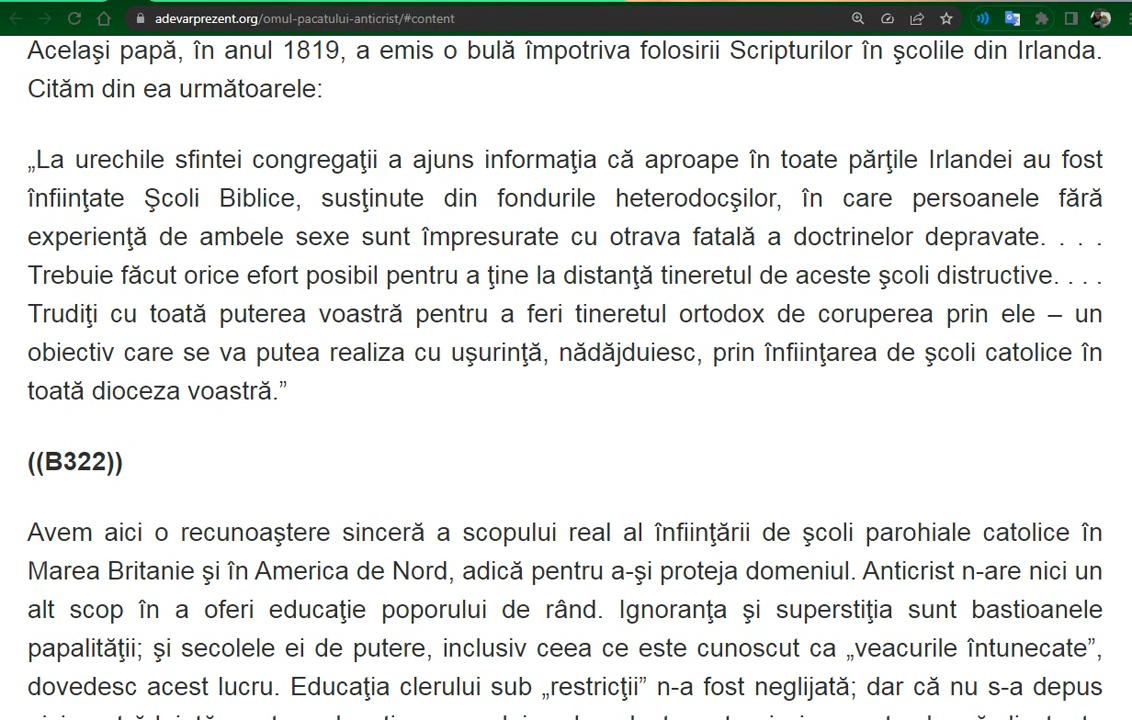 adevarprezent.org/omul-pacatului-anticrist/#content
Acelaşi papă, în anul 1819, a emis o bulă împotriva folosirii Scripturilor în şcolile din Irlanda.
Cităm din ea următoarele:
„La urechile sfintei congregaţii a ajuns informaţia că aproape în toate părţile Irlandei au fost
înfiinţate Şcoli Biblice, susţinute din fondurile heterodocşilor, în care persoanele fără
experienţă de ambele sexe sunt împresurate cu otrava fatală a doctrinelor depravate. . . .
Trebuie făcut orice efort posibil pentru a ţine la distanţă tineretul de aceste şcoli distructive. . . .
Trudiţi cu toată puterea voastră pentru a feri tineretul ortodox de coruperea prin ele – un
obiectiv care se va putea realiza cu uşurinţă, nădăjduiesc, prin înfiinţarea de şcoli catolice în
toată dioceza voastră.”
((B322))
Avem aici o recunoaştere sinceră a scopului real al înfiinţării de şcoli parohiale catolice în
Marea Britanie şi în America de Nord, adică pentru a-şi proteja domeniul. Anticrist n-are nici un
alt scop în a oferi educaţie poporului de rând. Ignoranţa şi superstiţia sunt bastioanele
papalităţii; şi secolele ei de putere, inclusiv ceea ce este cunoscut ca „veacurile întunecate”,
dovedesc acest lucru. Educaţia clerului sub „restricţii” n-a fost neglijată; dar că nu s-a depus